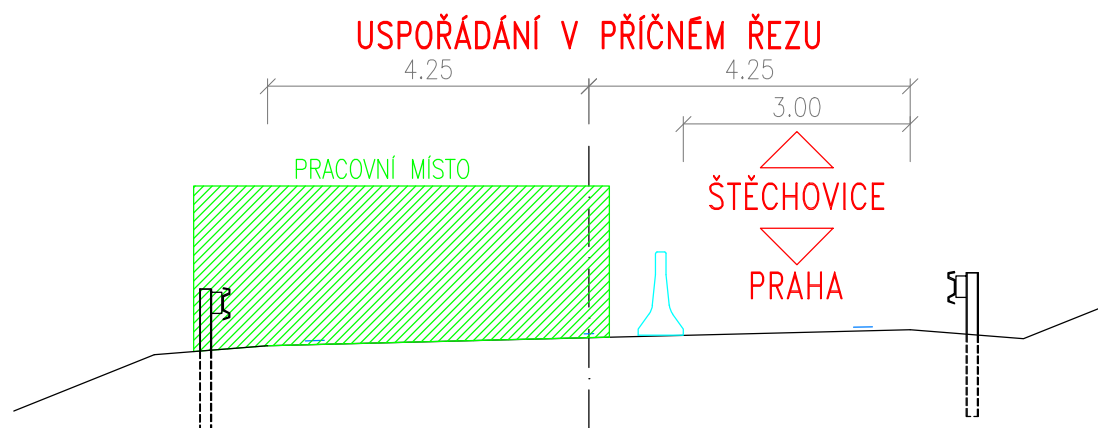 USPOŘÁDÁNÍ V PŘÍČNÉM ŘEZU
4.25 4.25
3.00
PRACOVNÍ MÍSTO
ŠTĚCHOVICE
PRAHA